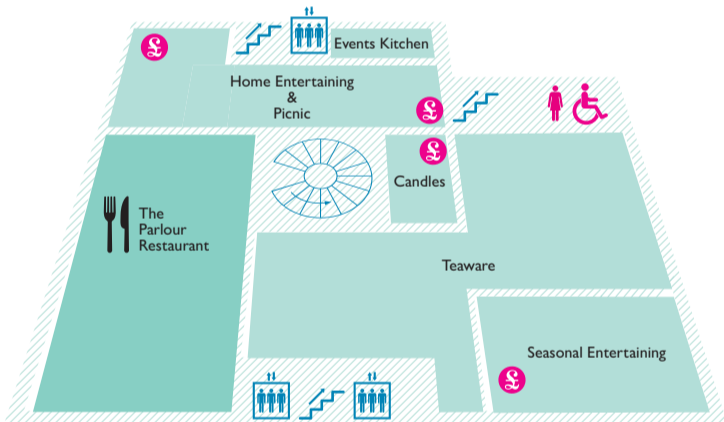 £
Events Kitchen
Home Entertaining
&
Picnic
£
£
Candles
The
Parlour
Restaurant
Teaware
Seasonal Entertaining
£